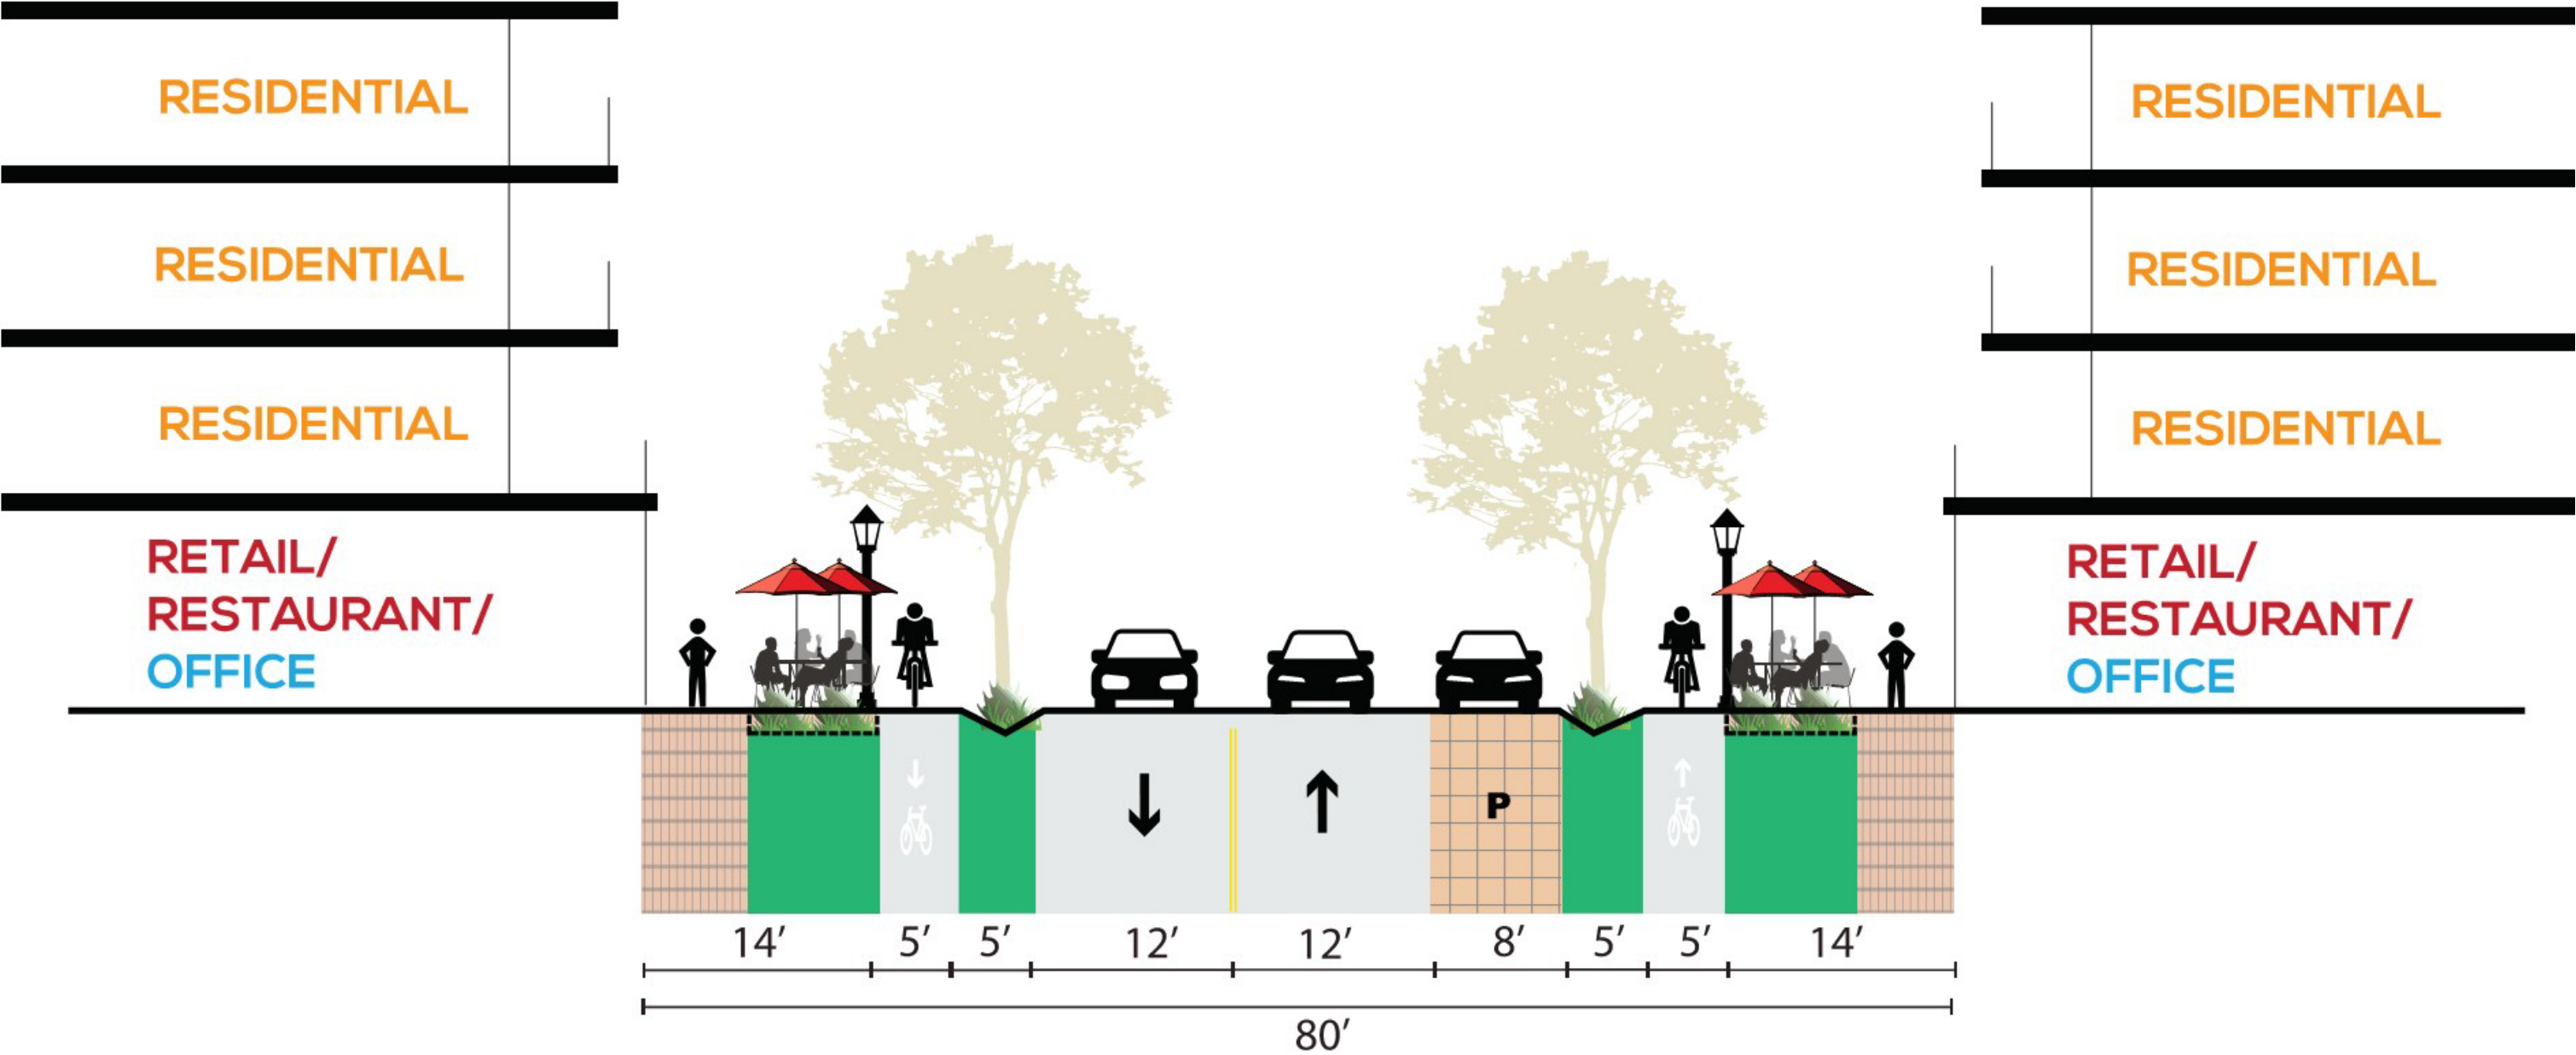 RESIDENTIAL
RESIDENTIAL
RESIDENTIAL
RETAIL/
RESTAURANT/
OFFICE
RESIDENTIAL
RESIDENTIAL
RESIDENTIAL
RETAIL/
RESTAURANT/
OFFICE
P
14' 5' 5' 12' 12' 8' 5' 5' 14'
80'